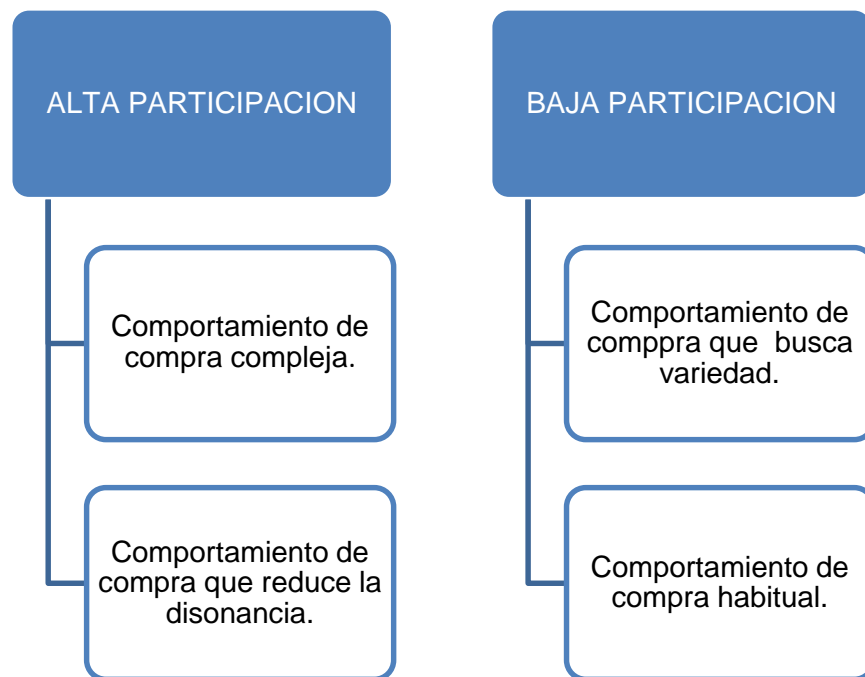 ALTA PARTICIPACION
Comportamiento de
compra compleja.
Comportamiento de
compra que reduce la
disonancia.
BAJA PARTICIPACION
Comportamiento de
comppra que  busca
variedad.
Comportamiento de
compra habitual.